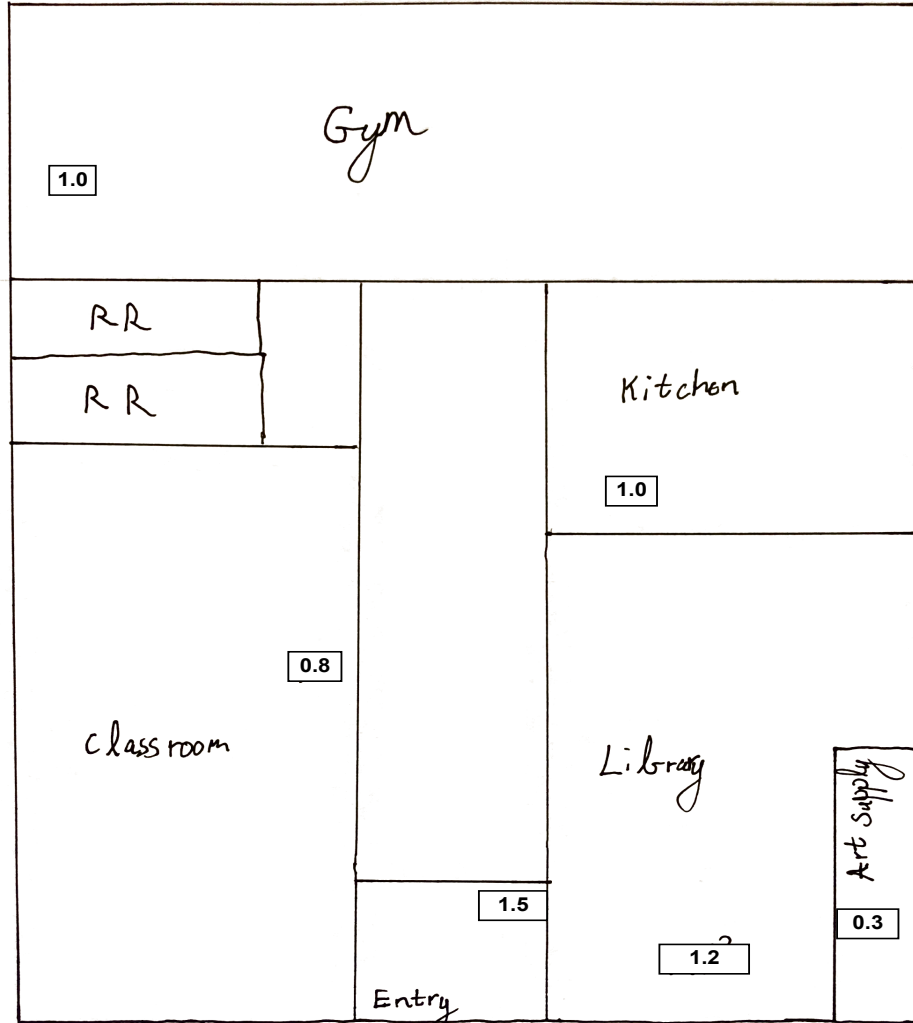 Gym
1.0
RR
RR
Kitchen
1.0
0.8
Classroom
Library
Art Supply
1.5
0.3
1.2
Entry